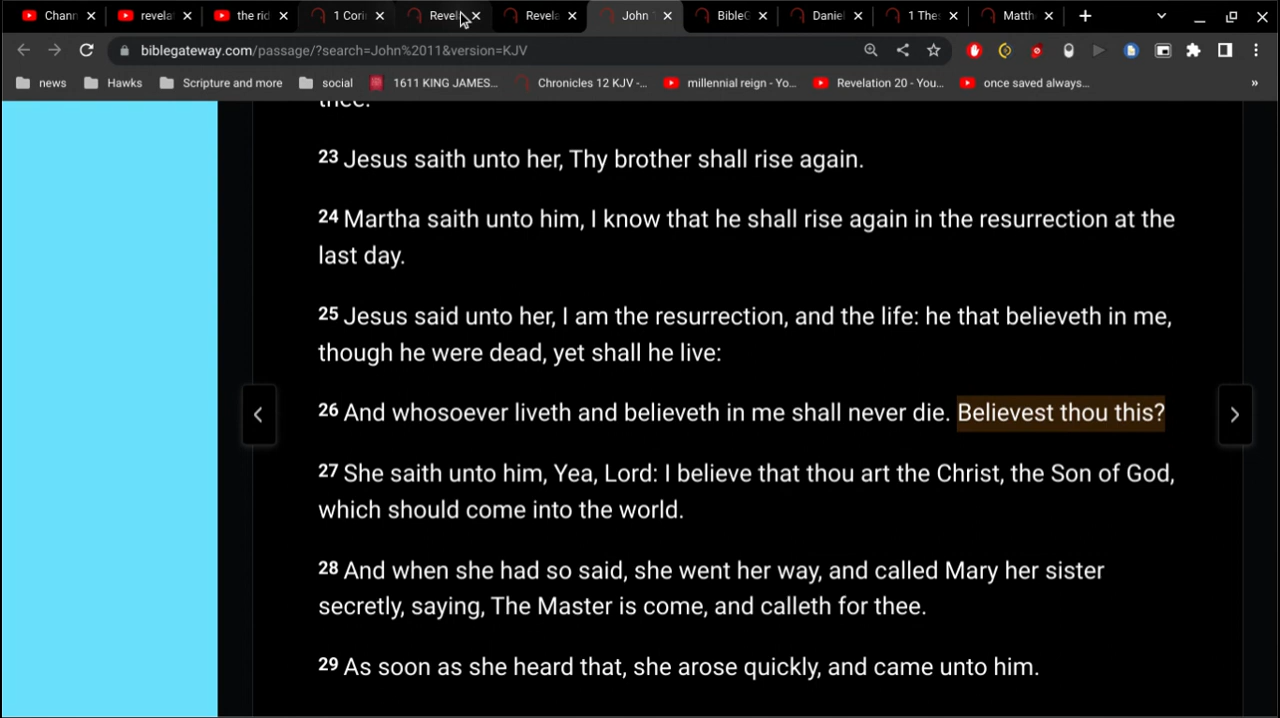 Chann revela the rid 1 Cori Revel Revela John BibleG Daniel 1 The Matth
biblegateway.com/passage/?search=John%2011&version=KJV
news Hawks Scripture and more social 1611 KING JAMES... Chronicles 12 KJV -... millennial reign - Yo... Revelation 20 - You... once saved always... »
thee.
23 Jesus saith unto her, Thy brother shall rise again.
24 Martha saith unto him, I know that he shall rise again in the resurrection at the
last day.
25 Jesus said unto her, I am the resurrection, and the life: he that believeth in me,
though he were dead, yet shall he live:
26 And whosoever liveth and believeth in me shall never die. Believest thou this?
27 She saith unto him, Yea, Lord: I believe that thou art the Christ, the Son of God,
which should come into the world.
28 And when she had so said, she went her way, and called Mary her sister
secretly, saying, The Master is come, and calleth for thee.
29 As soon as she heard that, she arose quickly, and came unto him.